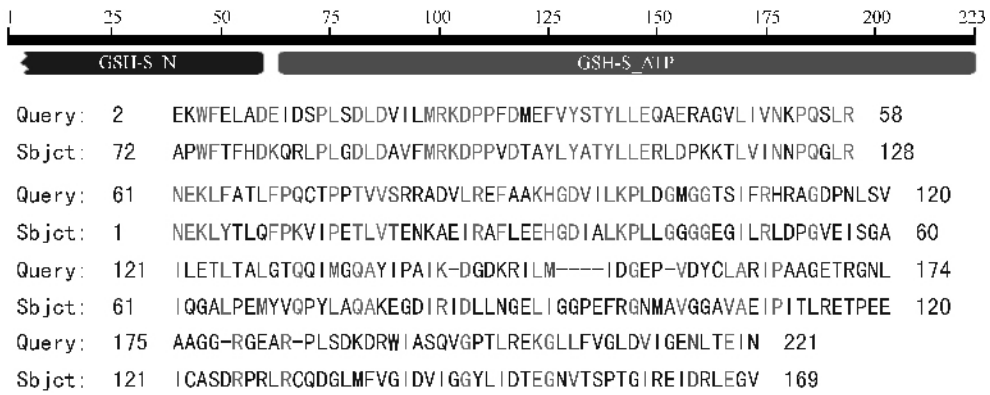 1 25 50 75 100 125 150 175 200 223
GSH-S_N GSH-S_ATP
Query: 2 EKWFELADEIDSPLSDLDVILMRKDPPFDMEFVYSTYLLEQAERAGVLIVNKPQSLR 58
Sbjct: 72 APWFTFHDKQRLPLGDLDAVFMRKDPPVDTAYLYATYLLERLDPKKTLVINNPQGLR 128
Query: 61 NEKLFATLFPQCTPPTVVSRRADVLREFAAKHGDVILKPLDGMGGTSIFRHRAGDPNLSV 120
Sbjct: 1 NEKLYTLQFPKVIPETLVTENKAEIRAFLEEHGDIALKPLLGGGGEGILRLDPGVEISGA 60
Query: 121 ILETLTALGTQQIMGQAYIPAIK-DGDKRILM----IDGEP-VDYCLARIPAAGETRGNL 174
Sbjct: 61 IQGALPEMYVQPYLAQAKEGDIRIDLLNGELIGGPEFRGNMAVGGAVAEIPITLRETPEE 120
Query: 175 AAGG-RGEAR-PLSDKDRWIASQVGPTLREKGLLFVGLDVIGENLTEIN 221
Sbjct: 121 ICASDRPRLRCQDGLMFVGIDVIGGYLIDTEGNVTSPTGIREIDRLEGV 169